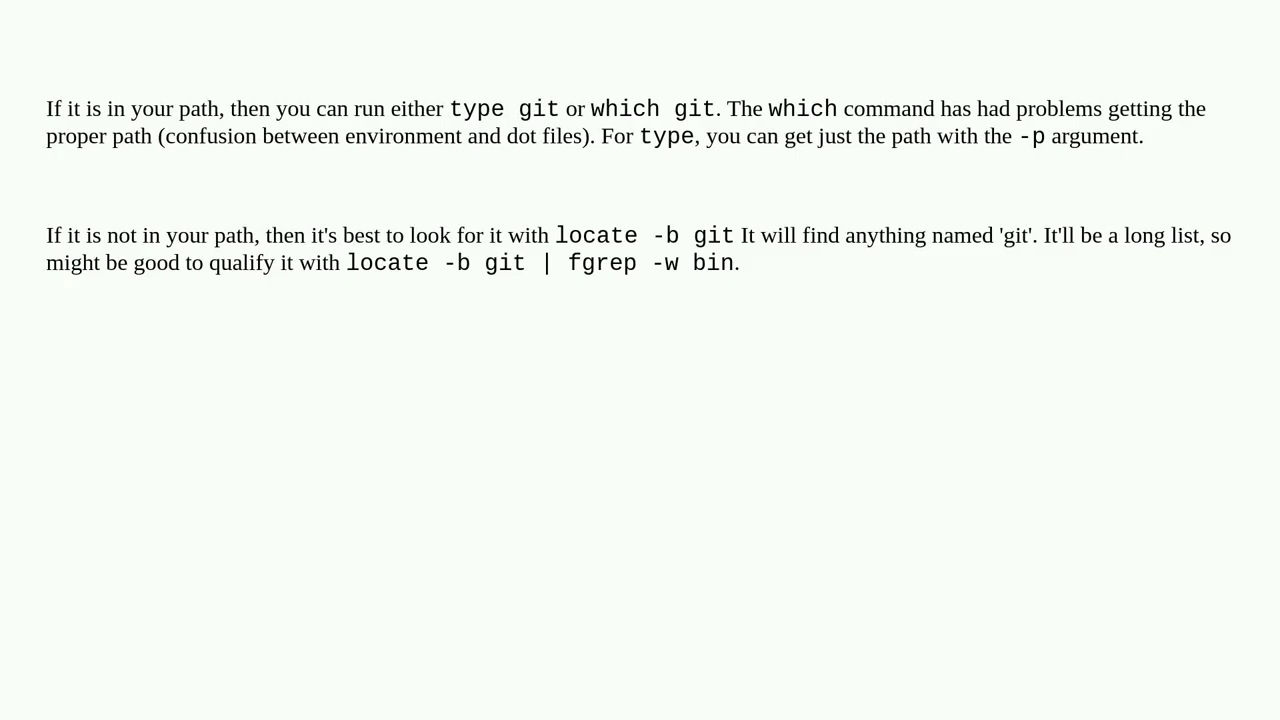 If it is in your path, then you can run either type git or which git. The which command has had problems getting the
proper path (confusion between environment and dot files). For type, you can get just the path with the -p argument.
If it is not in your path, then it's best to look for it with locate -b git It will find anything named 'git'. It'll be a long list, so
might be good to qualify it with locate -b git | fgrep -w bin.